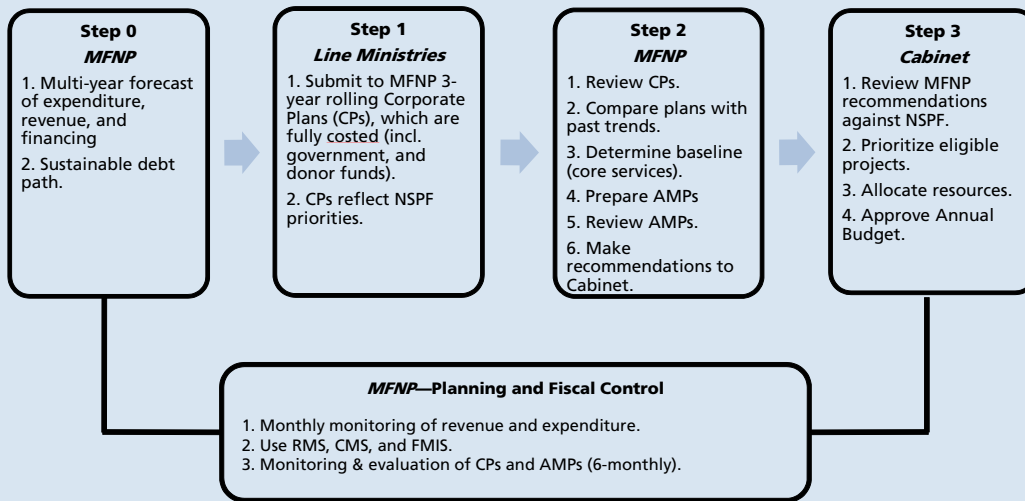 Step 0
MFNP
1. Multi-year forecast
of expenditure,
revenue, and
financing
2. Sustainable debt
path.
Step 1
Line Ministries
1. Submit to MFNP 3-
year rolling Corporate
Plans (CPs), which are
fully costed (incl.
government, and
donor funds).
2. CPs reflect NSPF
priorities.
Step 2
MFNP
1. Review CPs.
2. Compare plans with
past trends.
3. Determine baseline
(core services).
4. Prepare AMPs
5. Review AMPs.
6. Make
recommendations to
Cabinet.
Step 3
Cabinet
1. Review MFNP
recommendations
against NSPF.
2. Prioritize eligible
projects.
3. Allocate resources.
4. Approve Annual
Budget.
MFNP—Planning and Fiscal Control
1. Monthly monitoring of revenue and expenditure.
2. Use RMS, CMS, and FMIS.
3. Monitoring & evaluation of CPs and AMPs (6-monthly).